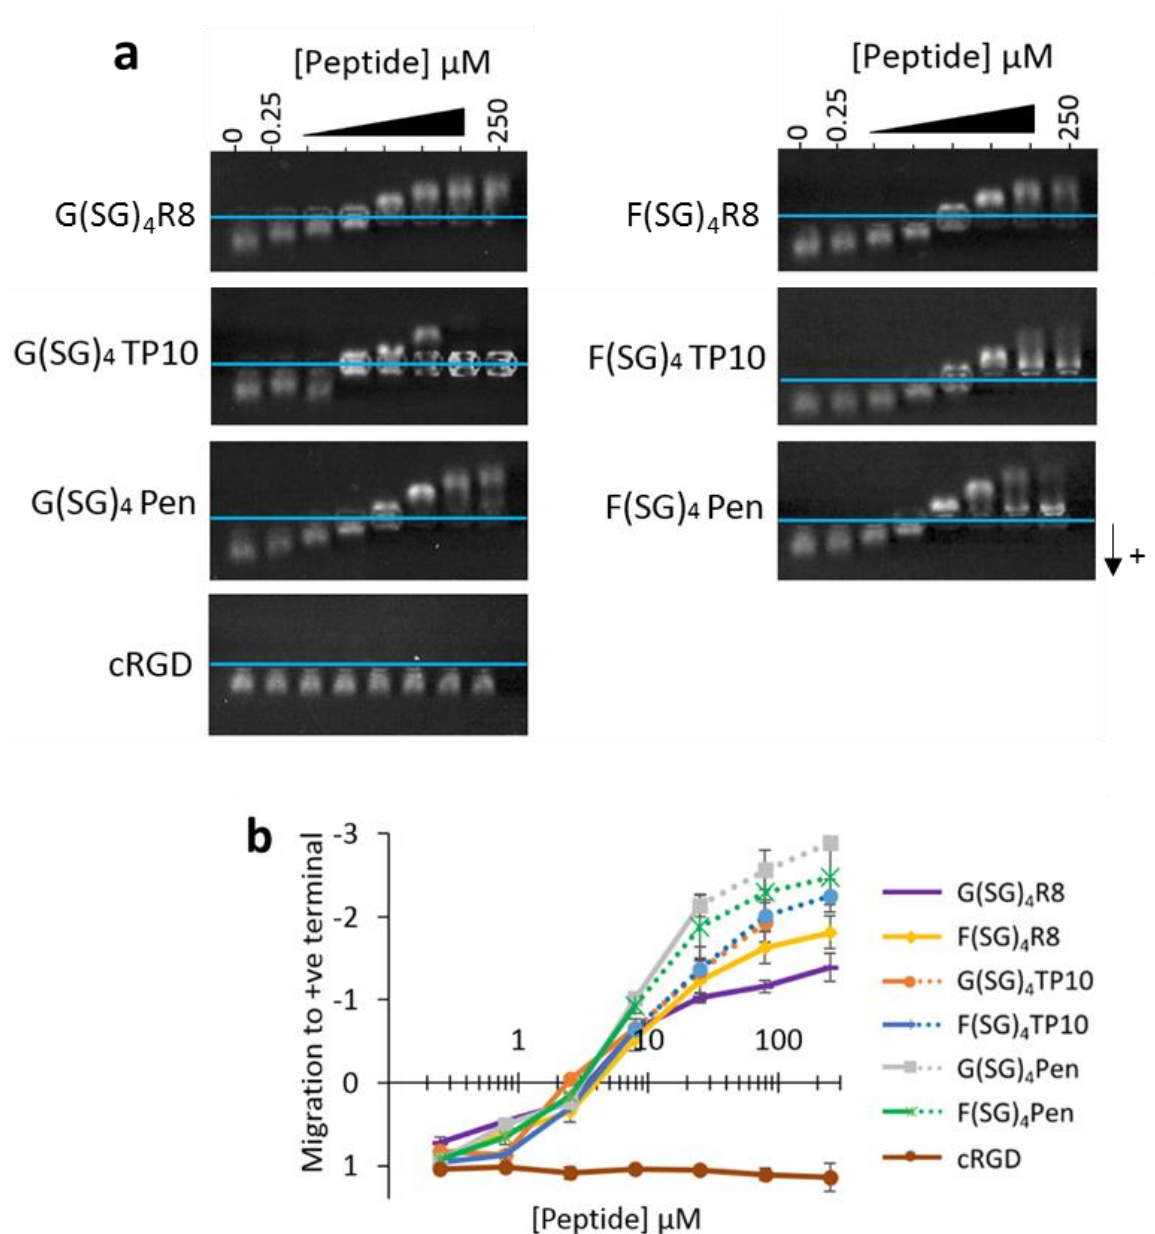 a
[Peptide] µM
[Peptide] µM
0
0.25
250
0
0.25
250
G(SG)₄R8
F(SG)₄R8
G(SG)₄ TP10
F(SG)₄ TP10
G(SG)₄ Pen
F(SG)₄ Pen
+
cRGD
b
Migration to +ve terminal
-3
-2
-1
0
1
1
10
100
[Peptide] µM
G(SG)₄R8
F(SG)₄R8
G(SG)₄TP10
F(SG)₄TP10
G(SG)₄Pen
F(SG)₄Pen
cRGD